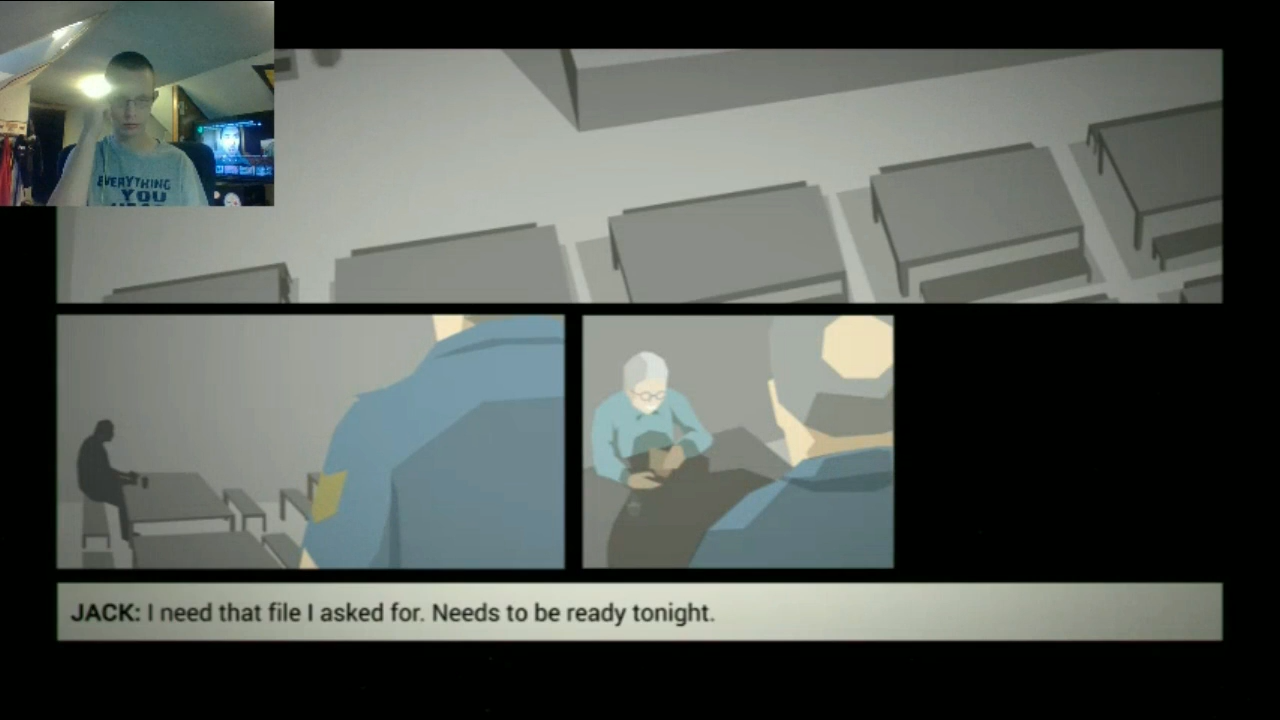 EVERYTHING
YOU
JACK: I need that file I asked for. Needs to be ready tonight.